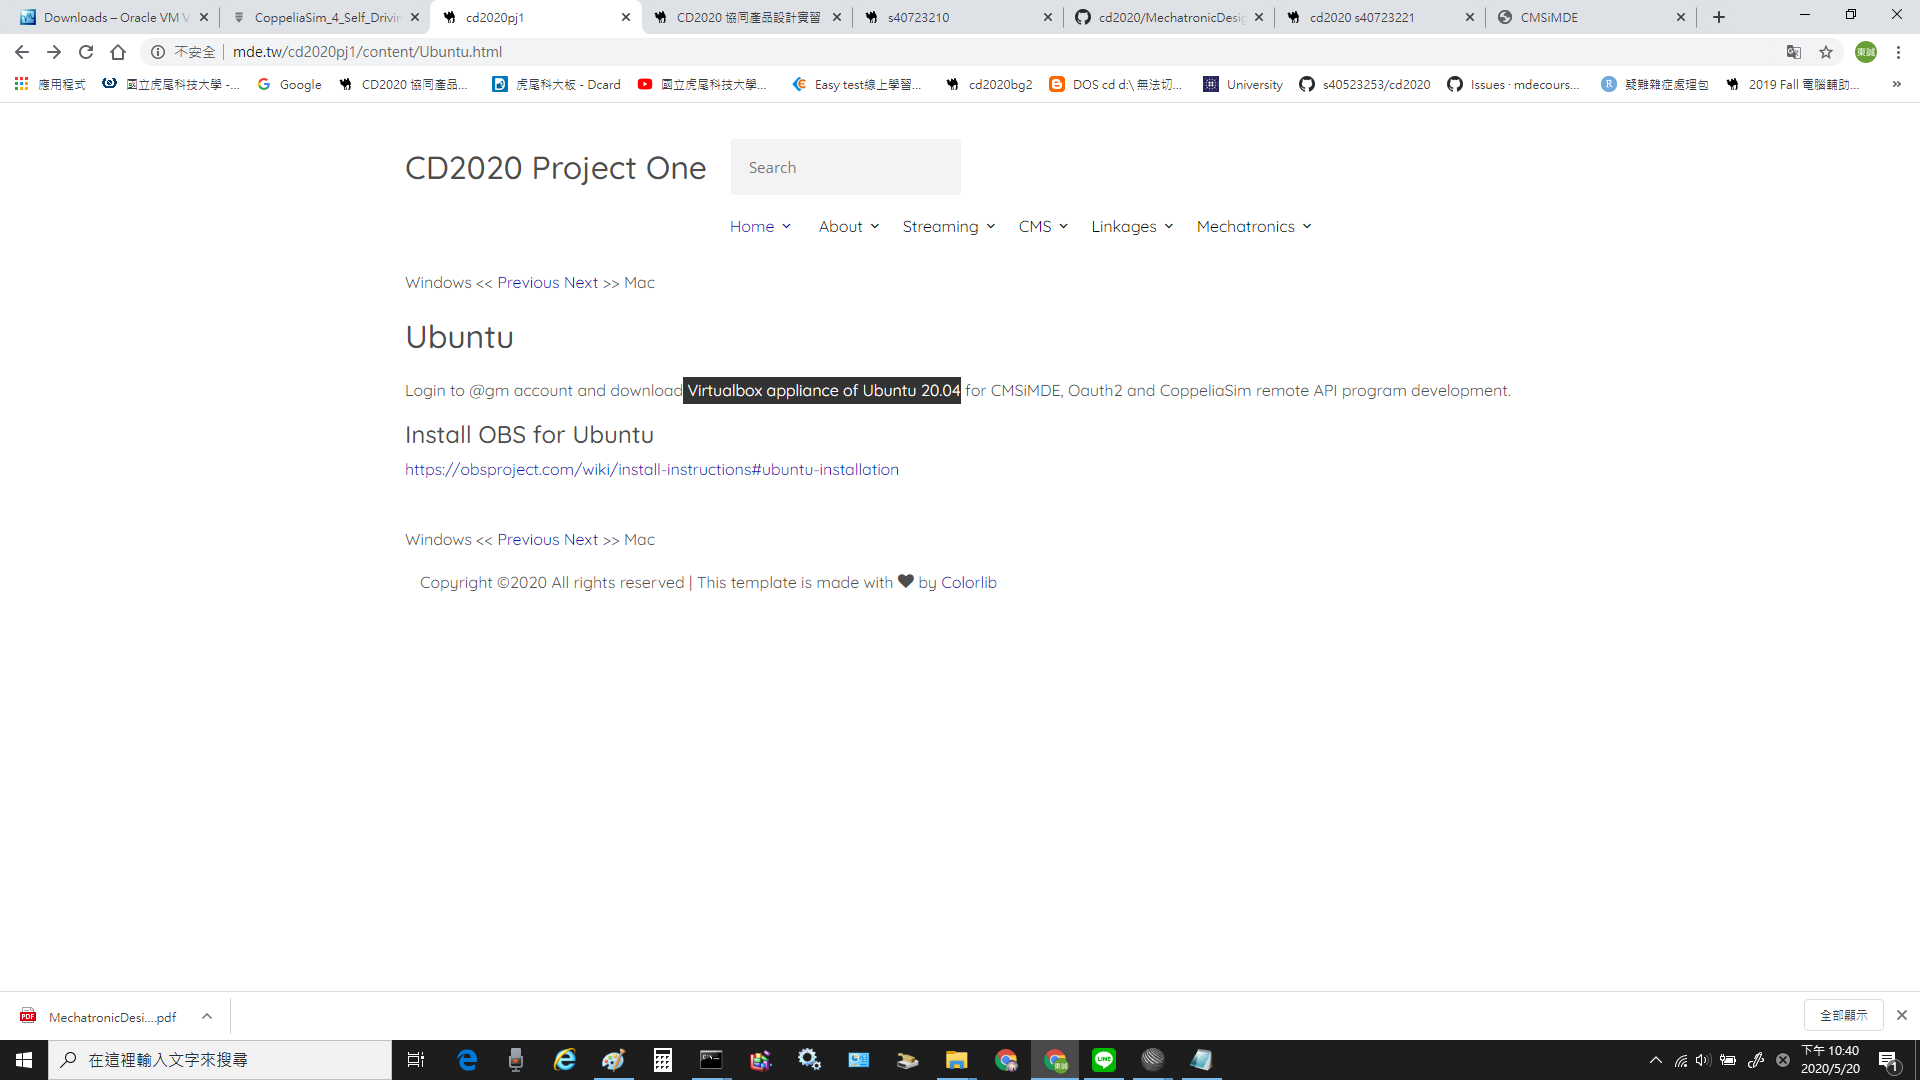 Downloads – Oracle VM V
CoppeliaSim_4_Self_Drivin
cd2020pj1
CD2020 協同產品設計實習
s40723210
cd2020/MechatronicDesig
cd2020 s40723221
CMSiMDE
不安全
mde.tw/cd2020pj1/content/Ubuntu.html
東誠
應用程式
國立虎尾科技大學 -...
Google
CD2020 協同產品...
虎尾科大板 - Dcard
國立虎尾科技大學...
Easy test線上學習...
cd2020bg2
DOS cd d:\ 無法切...
University
s40523253/cd2020
Issues · mdecours...
疑難雜症處理包
2019 Fall 電腦輔助...
»
CD2020 Project One
Search
Home
About
Streaming
CMS
Linkages
Mechatronics
Windows << Previous Next >> Mac
Ubuntu
Login to @gm account and download Virtualbox appliance of Ubuntu 20.04 for CMSiMDE, Oauth2 and CoppeliaSim remote API program development.
Install OBS for Ubuntu
https://obsproject.com/wiki/install-instructions#ubuntu-installation
Windows << Previous Next >> Mac
Copyright ©2020 All rights reserved | This template is made with ♥ by Colorlib
PDF
MechatronicDesi....pdf
全部顯示
在這裡輸入文字來搜尋
LINE
下午 10:40
2020/5/20
1